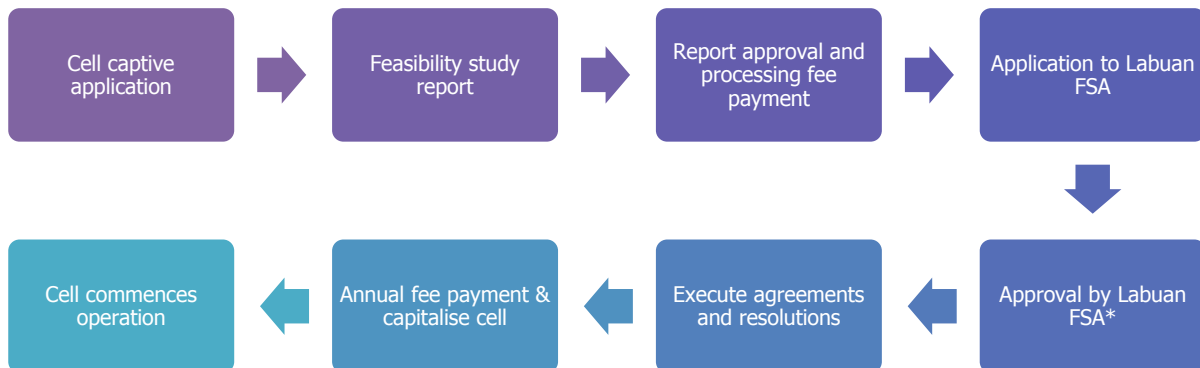 Cell captive
application
Feasibility study
report
Report approval and
processing fee
payment
Application to Labuan
FSA
Approval by Labuan
FSA*
Execute agreements
and resolutions
Annual fee payment &
capitalise cell
Cell commences
operation